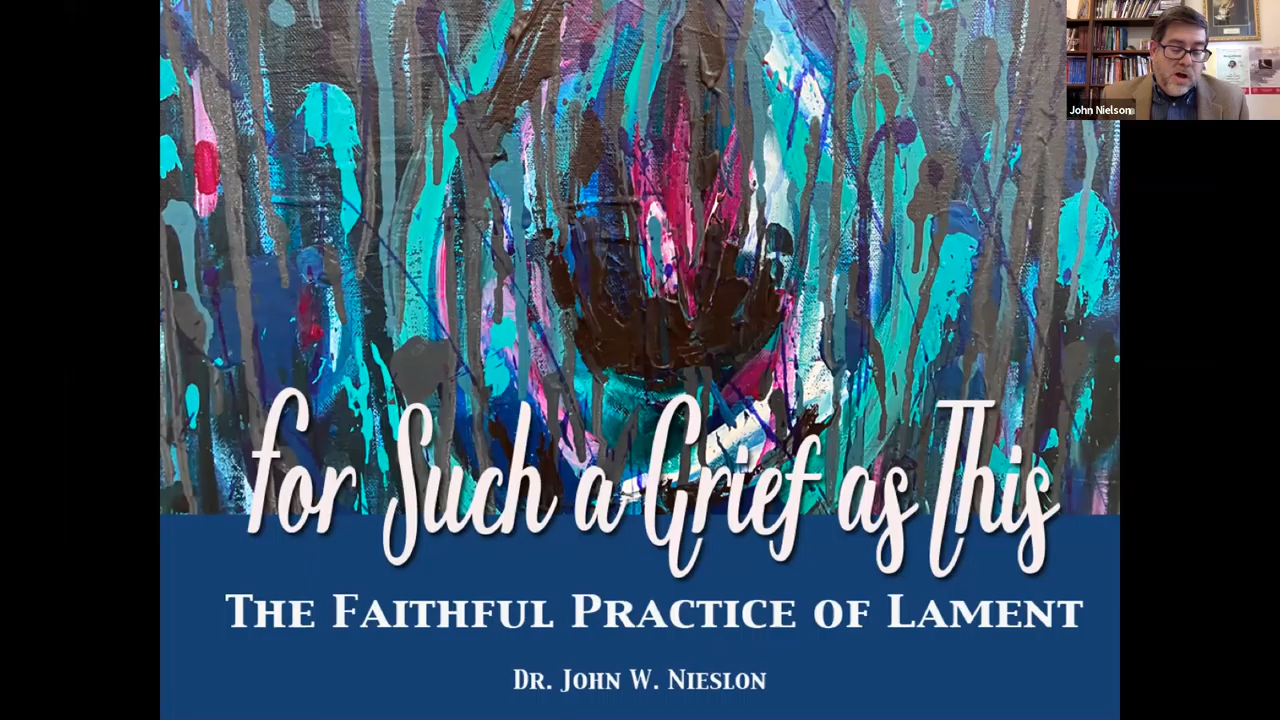 John Nielson
For Such a Grief as This
The Faithful Practice of Lament
Dr. John W. Nieslon